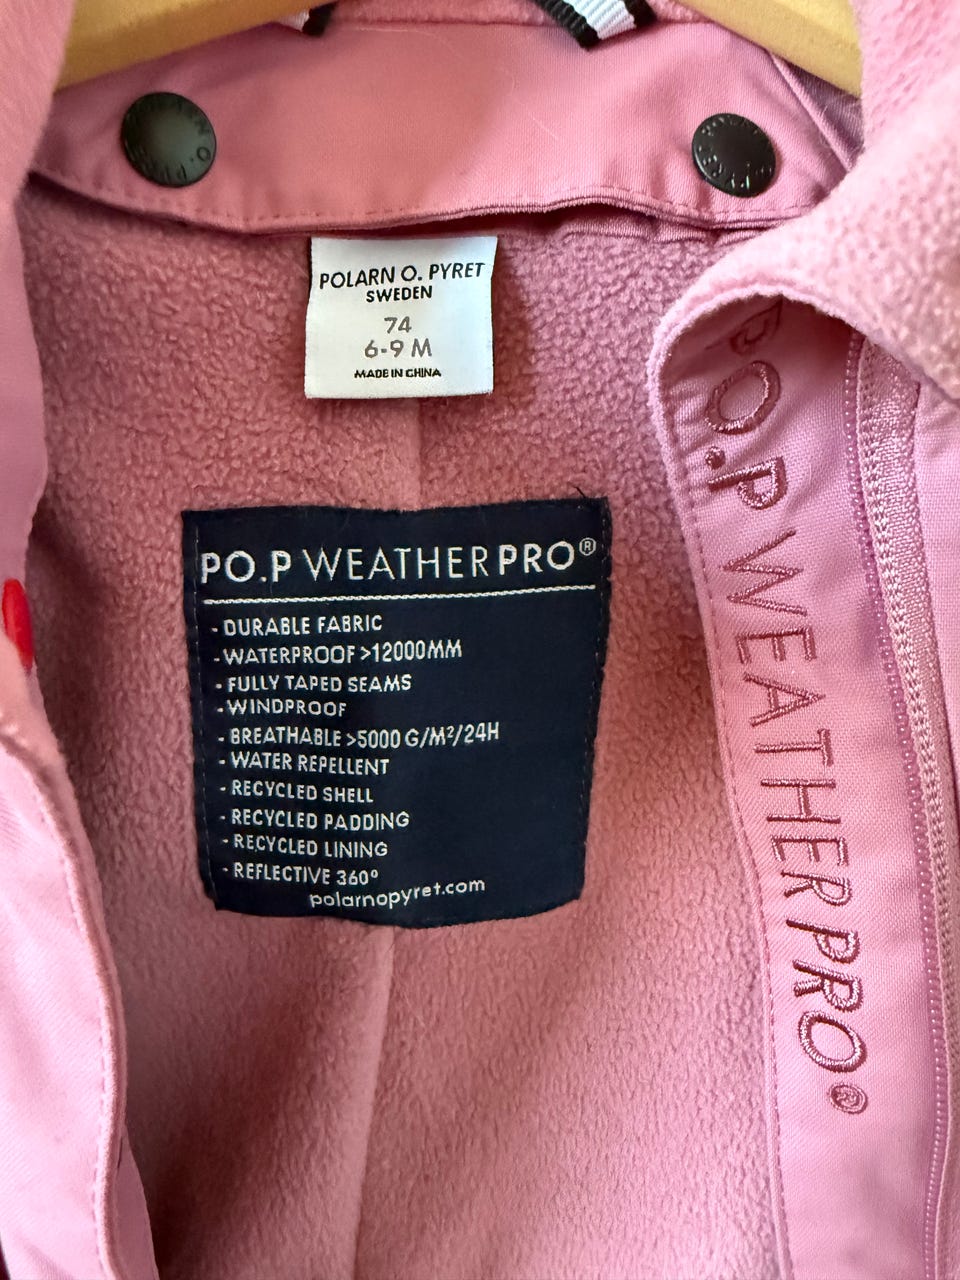 POLARN O. PYRET
SWEDEN
74
6-9 M
MADE IN CHINA
PO.P WEATHERPRO®
- DURABLE FABRIC
- WATERPROOF >12000MM
- FULLY TAPED SEAMS
- WINDPROOF
- BREATHABLE >5000 G/M²/24H
- WATER REPELLENT
- RECYCLED SHELL
- RECYCLED PADDING
- RECYCLED LINING
- REFLECTIVE 360°
polarnopyret.com
PO.P WEATHERPRO®